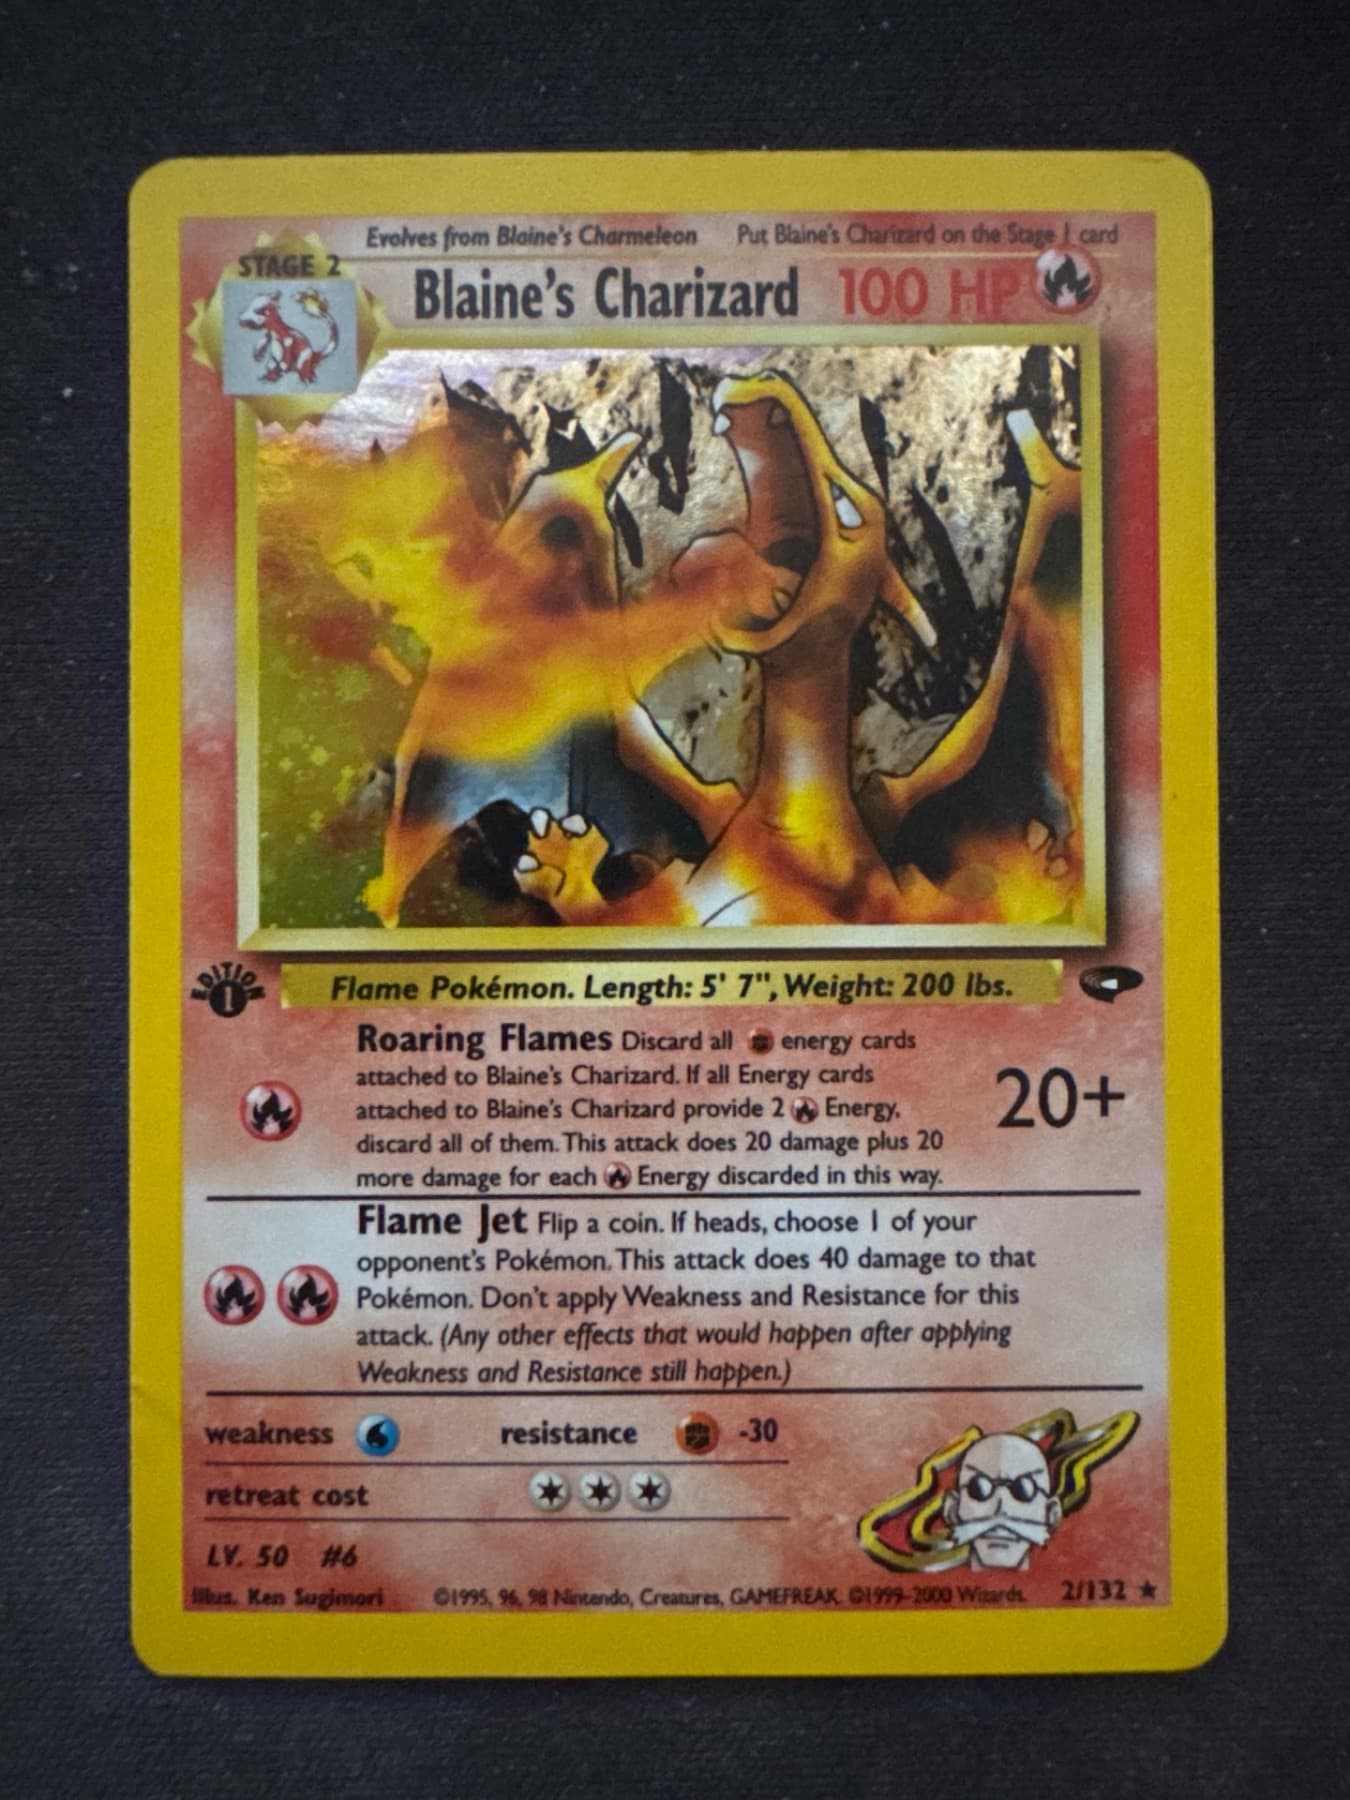 Evolves from Blaine's Charmeleon Put Blaine's Charizard on the Stage 1 card
STAGE 2
Blaine's Charizard 100 HP
EDITION
1
Flame Pokémon. Length: 5' 7", Weight: 200 lbs.
Roaring Flames Discard all energy cards
attached to Blaine's Charizard. If all Energy cards
attached to Blaine's Charizard provide 2 Energy,
discard all of them. This attack does 20 damage plus 20
more damage for each Energy discarded in this way.
20+
Flame Jet Flip a coin. If heads, choose 1 of your
opponent's Pokémon. This attack does 40 damage to that
Pokémon. Don't apply Weakness and Resistance for this
attack. (Any other effects that would happen after applying
Weakness and Resistance still happen.)
weakness resistance -30
retreat cost
LV. 50 #6
Illus. Ken Sugimori ©1995, 96, 98 Nintendo, Creatures, GAMEFREAK. ©1999-2000 Wizards. 2/132 ★